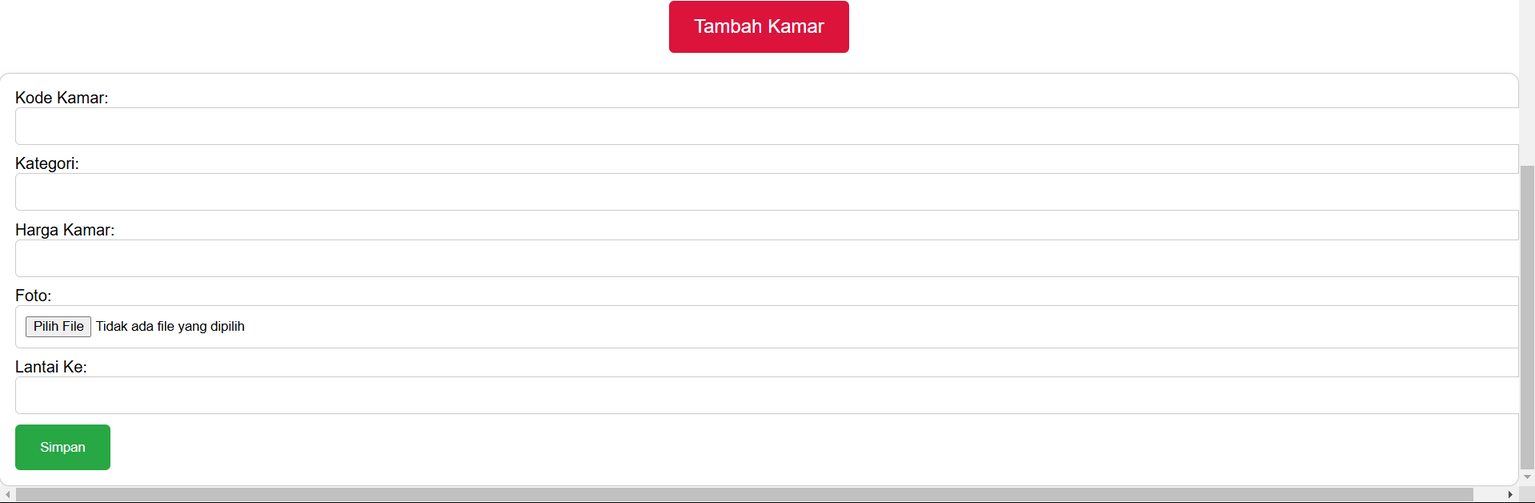 Tambah Kamar
Kode Kamar:
Kategori:
Harga Kamar:
Foto:
Pilih File Tidak ada file yang dipilih
Lantai Ke:
Simpan